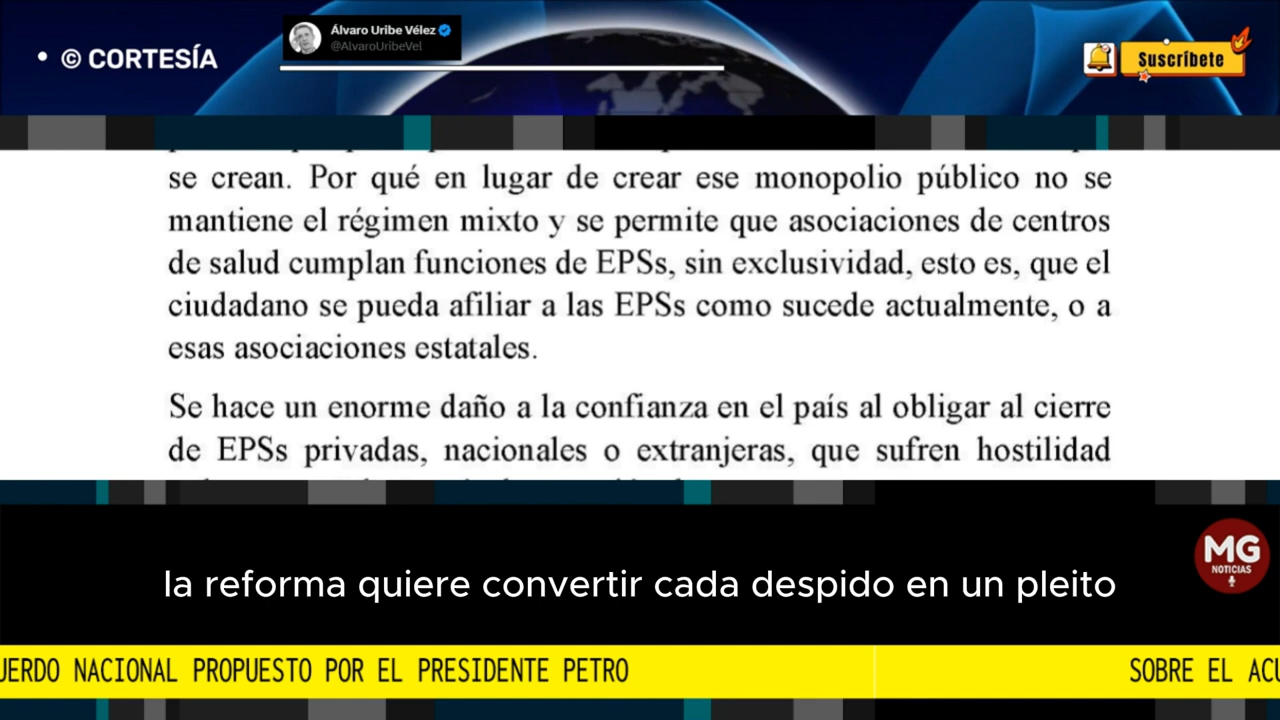 • © CORTESÍA
Álvaro Uribe Vélez
@AlvaroUribeVel
Suscríbete
se crean. Por qué en lugar de crear ese monopolio público no se
mantiene el régimen mixto y se permite que asociaciones de centros
de salud cumplan funciones de EPSs, sin exclusividad, esto es, que el
ciudadano se pueda afiliar a las EPSs como sucede actualmente, o a
esas asociaciones estatales.
Se hace un enorme daño a la confianza en el país al obligar al cierre
de EPSs privadas, nacionales o extranjeras, que sufren hostilidad
MG
NOTICIAS
la reforma quiere convertir cada despido en un pleito
UERDO NACIONAL PROPUESTO POR EL PRESIDENTE PETRO
SOBRE EL ACU